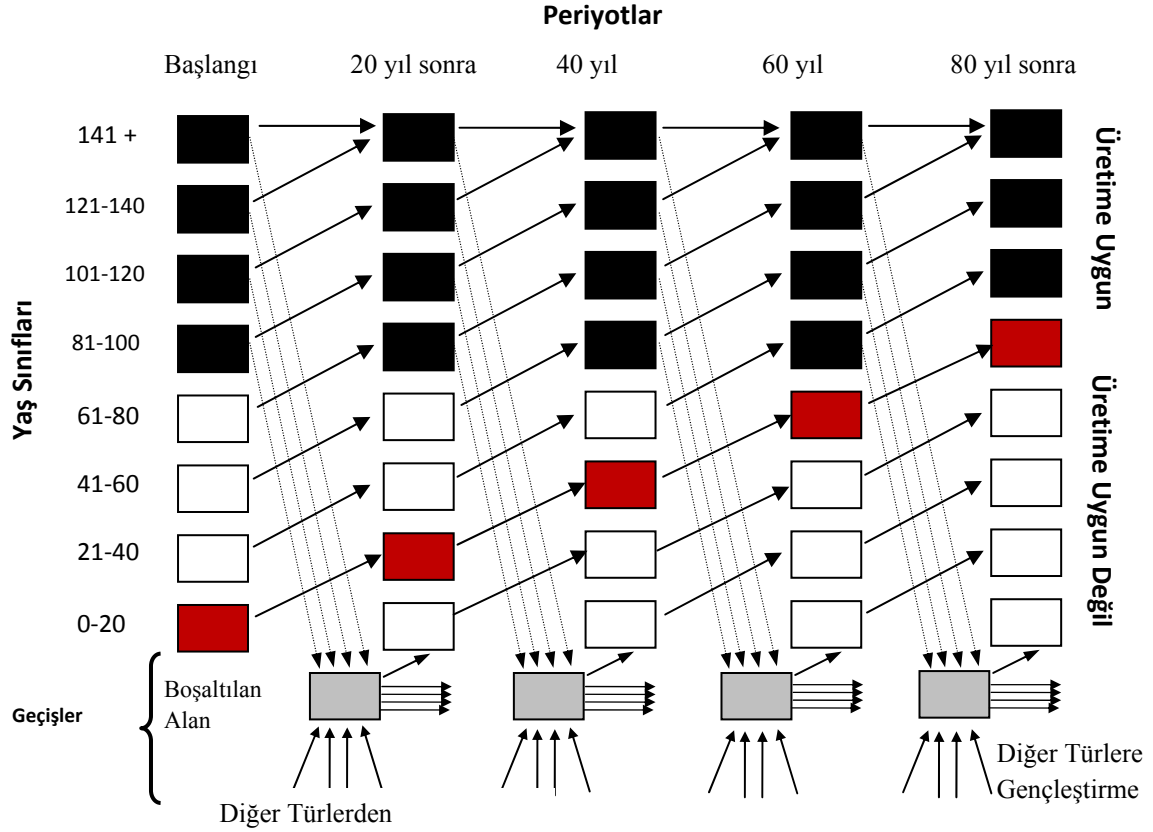 Periyotlar
Başlangı 20 yıl sonra 40 yıl 60 yıl 80 yıl sonra
Yaş Sınıfları
141 +
121-140
101-120
81-100
61-80
41-60
21-40
0-20
Üretime Uygun
Üretime Uygun Değil
Geçişler
Boşaltılan
Alan
Diğer Türlerden
Diğer Türlere
Gençleştirme